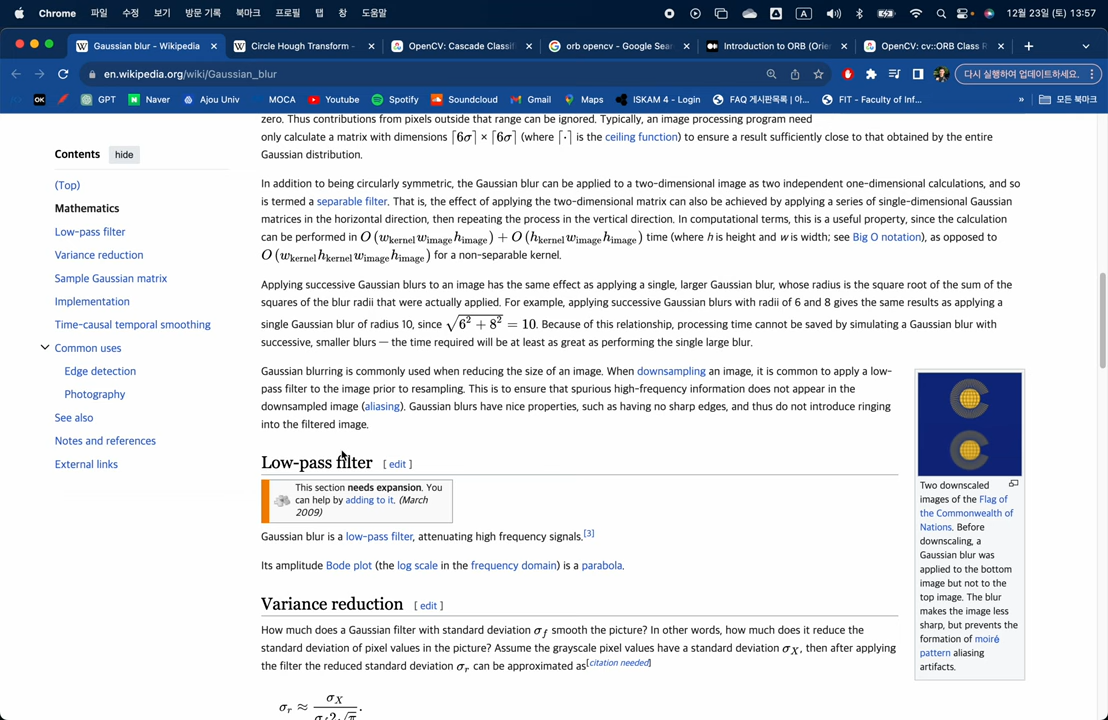 Chrome 파일 수정 보기 방문 기록 북마크 프로필 탭 창 도움말 A 12월 23일 (토) 13:57
Gaussian blur - Wikipedia Circle Hough Transform - OpenCV: Cascade Classif orb opencv - Google Sear Introduction to ORB (Orie OpenCV: cv::ORB Class R
en.wikipedia.org/wiki/Gaussian_blur 다시 실행하여 업데이트하세요.
OK GPT Naver Ajou Univ MOCA Youtube Spotify Soundcloud Gmail Maps ISKAM 4 - Login FAQ 게시판목록 | 아... FIT - Faculty of Inf... » 모든 북마크
Contents hide
(Top)
Mathematics
Low-pass filter
Variance reduction
Sample Gaussian matrix
Implementation
Time-causal temporal smoothing
Common uses
Edge detection
Photography
See also
Notes and references
External links
zero. Thus contributions from pixels outside that range can be ignored. Typically, an image processing program need
only calculate a matrix with dimensions ⌈6σ⌉ × ⌈6σ⌉ (where ⌈·⌉ is the ceiling function) to ensure a result sufficiently close to that obtained by the entire
Gaussian distribution.
In addition to being circularly symmetric, the Gaussian blur can be applied to a two-dimensional image as two independent one-dimensional calculations, and so
is termed a separable filter. That is, the effect of applying the two-dimensional matrix can also be achieved by applying a series of single-dimensional Gaussian
matrices in the horizontal direction, then repeating the process in the vertical direction. In computational terms, this is a useful property, since the calculation
can be performed in O (w_kernel w_image h_image) + O (h_kernel w_image h_image) time (where h is height and w is width; see Big O notation), as opposed to
O (w_kernel h_kernel w_image h_image) for a non-separable kernel.
Applying successive Gaussian blurs to an image has the same effect as applying a single, larger Gaussian blur, whose radius is the square root of the sum of the
squares of the blur radii that were actually applied. For example, applying successive Gaussian blurs with radii of 6 and 8 gives the same results as applying a
single Gaussian blur of radius 10, since √(6² + 8²) = 10. Because of this relationship, processing time cannot be saved by simulating a Gaussian blur with
successive, smaller blurs — the time required will be at least as great as performing the single large blur.
Gaussian blurring is commonly used when reducing the size of an image. When downsampling an image, it is common to apply a low-
pass filter to the image prior to resampling. This is to ensure that spurious high-frequency information does not appear in the
downsampled image (aliasing). Gaussian blurs have nice properties, such as having no sharp edges, and thus do not introduce ringing
into the filtered image.
Low-pass filter [ edit ]
This section needs expansion. You
can help by adding to it. (March
2009)
Gaussian blur is a low-pass filter, attenuating high frequency signals.[3]
Its amplitude Bode plot (the log scale in the frequency domain) is a parabola.
Variance reduction [ edit ]
How much does a Gaussian filter with standard deviation σ_f smooth the picture? In other words, how much does it reduce the
standard deviation of pixel values in the picture? Assume the grayscale pixel values have a standard deviation σ_X, then after applying
the filter the reduced standard deviation σ_r can be approximated as[citation needed]
σ_r ≈ σ_X / (σ_f 2√π).
Two downscaled
images of the Flag of
the Commonwealth of
Nations. Before
downscaling, a
Gaussian blur was
applied to the bottom
image but not to the
top image. The blur
makes the image less
sharp, but prevents the
formation of moiré
pattern aliasing
artifacts.